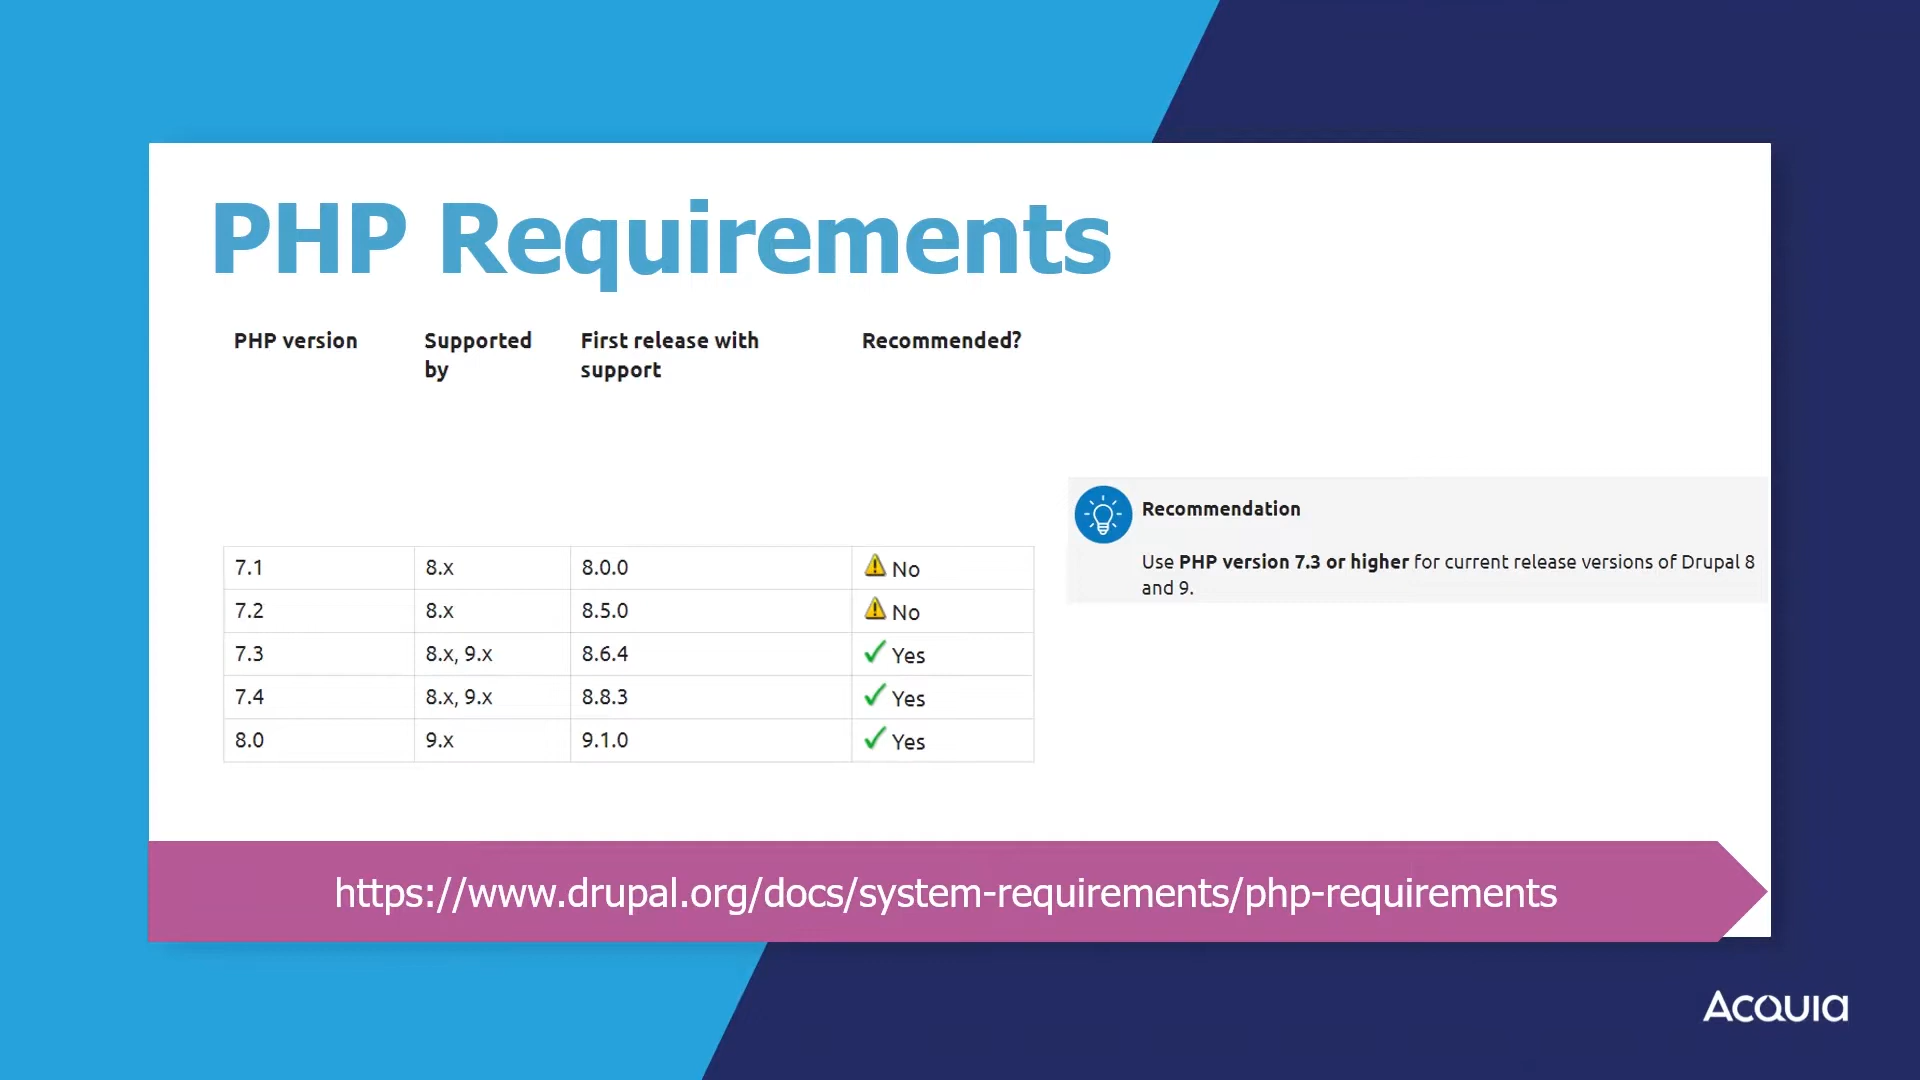 PHP Requirements
PHP version Supported by First release with support Recommended?
7.1 8.x 8.0.0 No
7.2 8.x 8.5.0 No
7.3 8.x, 9.x 8.6.4 Yes
7.4 8.x, 9.x 8.8.3 Yes
8.0 9.x 9.1.0 Yes
Recommendation
Use PHP version 7.3 or higher for current release versions of Drupal 8
and 9.
https://www.drupal.org/docs/system-requirements/php-requirements
Acquia